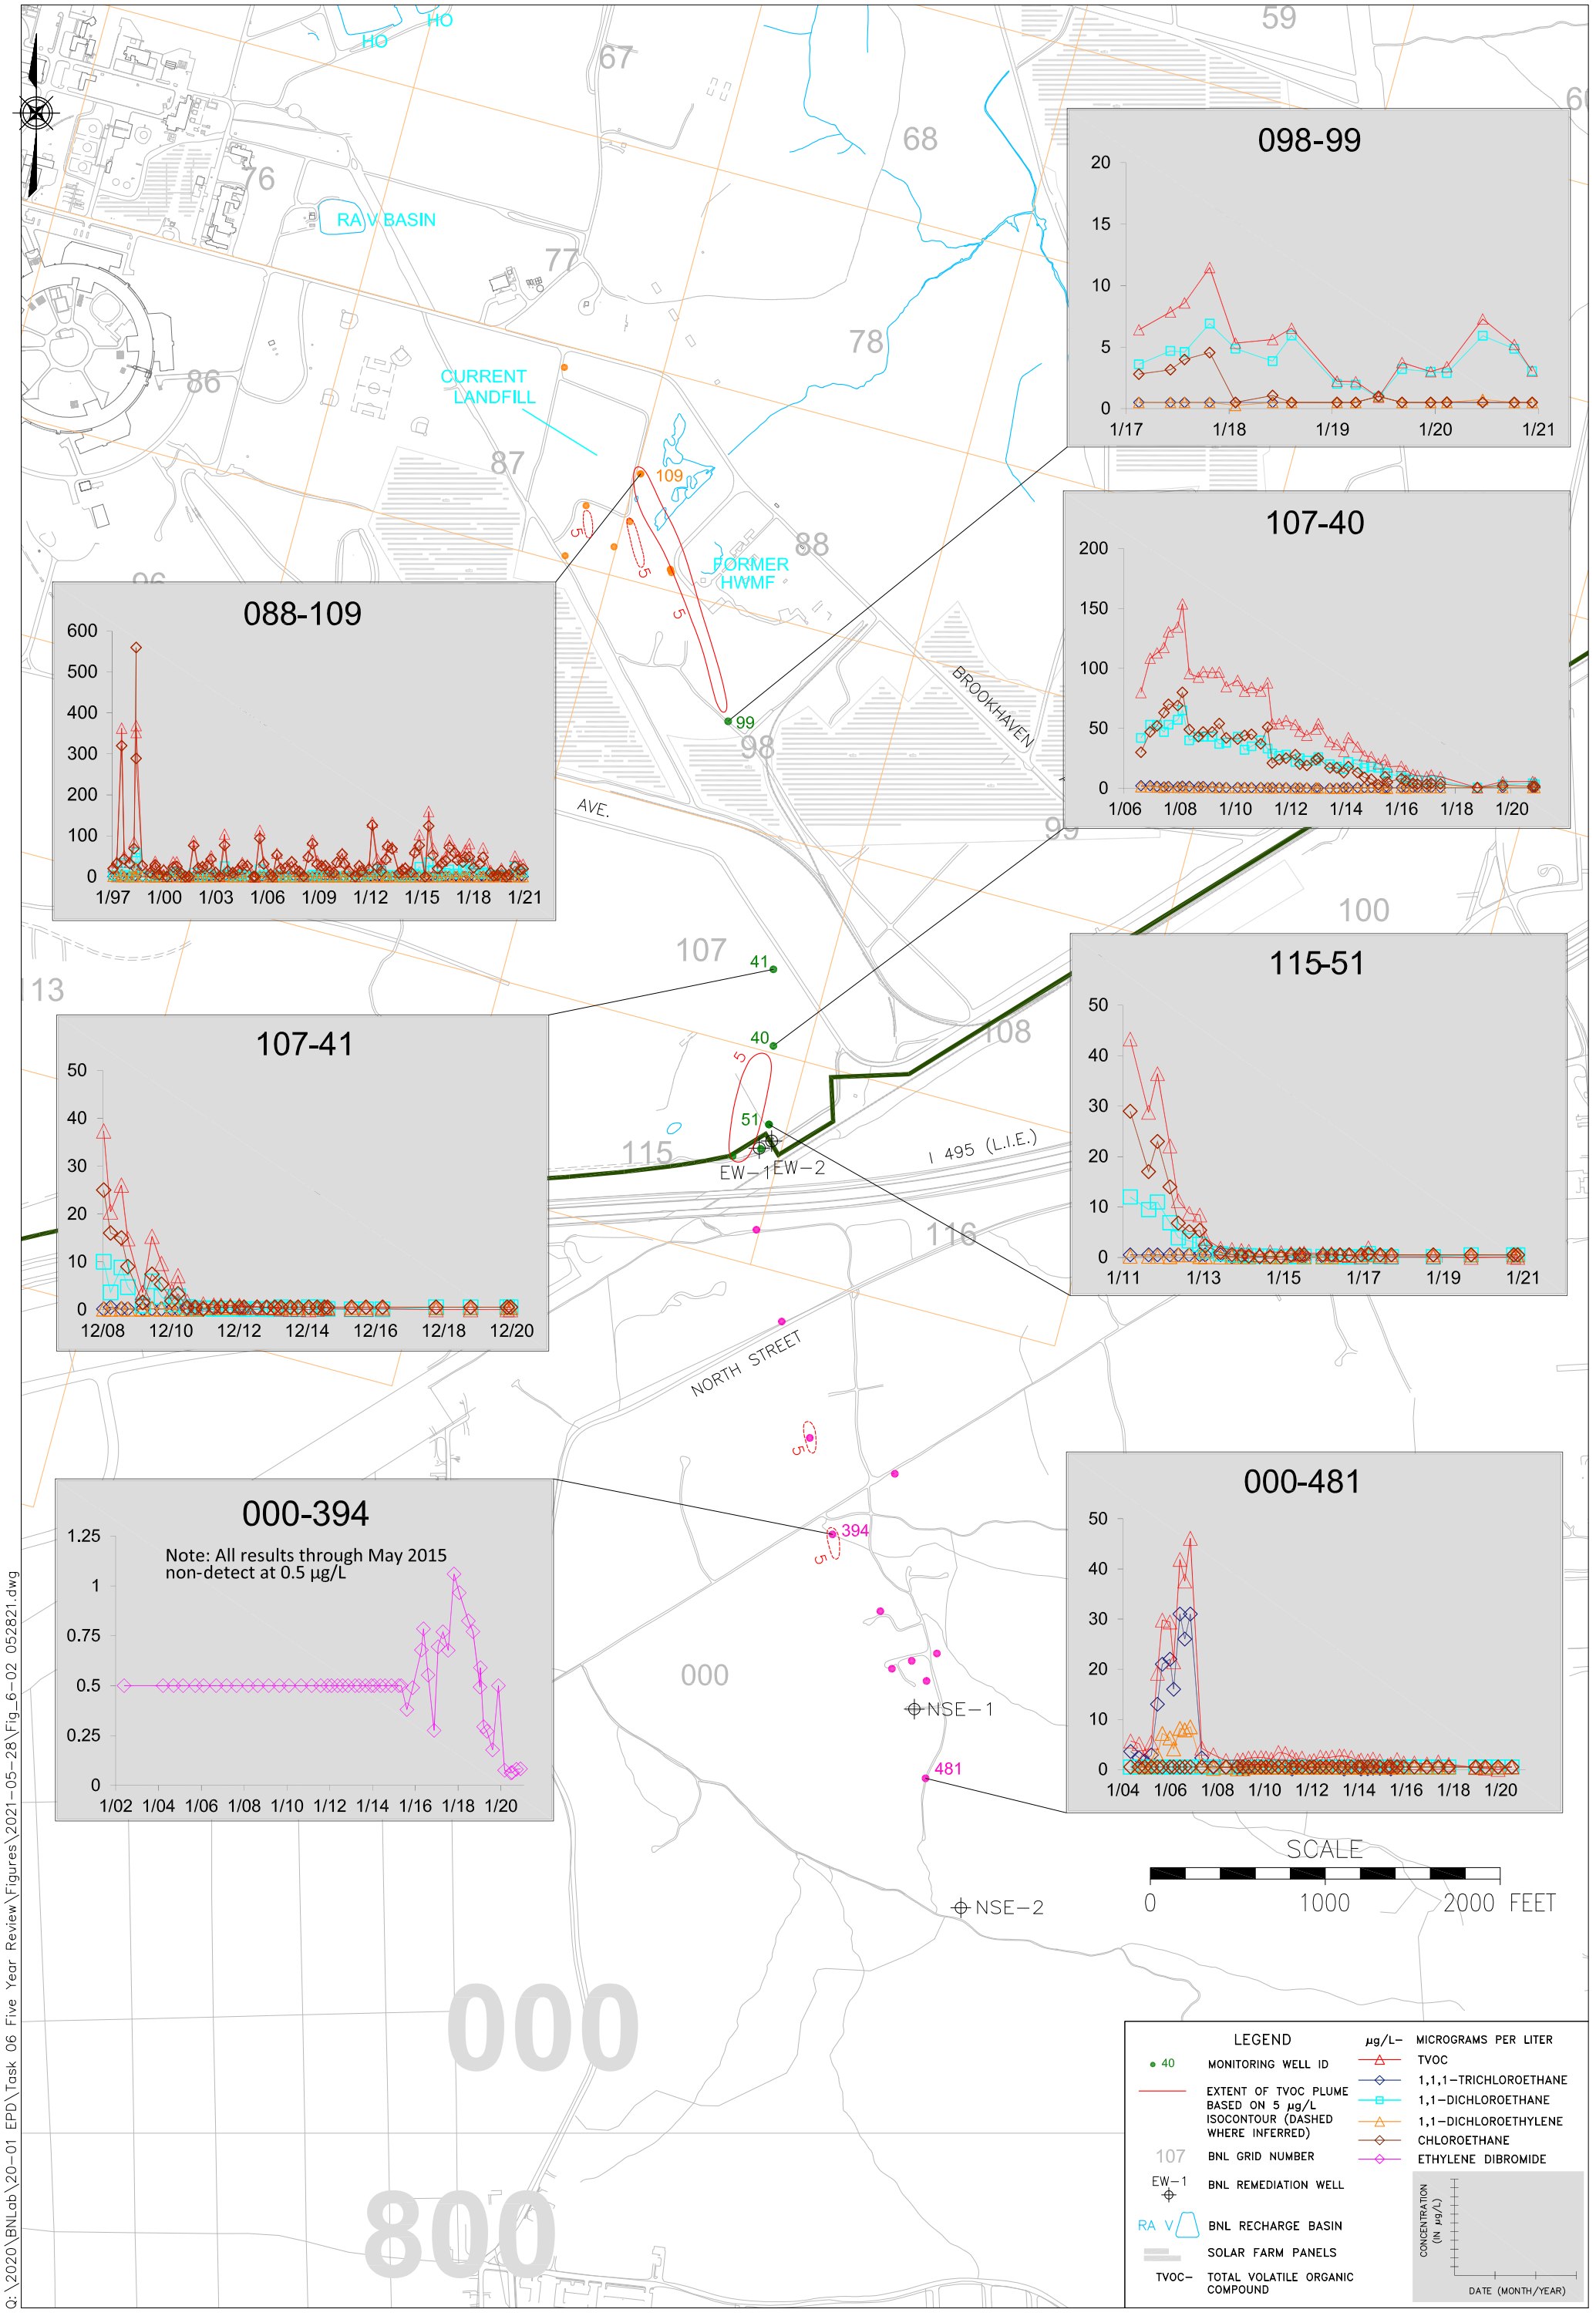 HO
HO
59
67
68
76
RA V BASIN
77
78
86
CURRENT
LANDFILL
87
109
88
FORMER
HWMF
99
98
BROOKHAVEN
AVE.
99
100
107
41
113
108
40
5
5
5
5
51
115
EW-1
EW-2
I 495 (L.I.E.)
116
NORTH STREET
5
394
5
000
NSE-1
481
NSE-2
000
800
098-99
20
15
10
5
0
1/17 1/18 1/19 1/20 1/21
107-40
200
150
100
50
0
1/06 1/08 1/10 1/12 1/14 1/16 1/18 1/20
088-109
600
500
400
300
200
100
0
1/97 1/00 1/03 1/06 1/09 1/12 1/15 1/18 1/21
115-51
50
40
30
20
10
0
1/11 1/13 1/15 1/17 1/19 1/21
107-41
50
40
30
20
10
0
12/08 12/10 12/12 12/14 12/16 12/18 12/20
000-394
1.25
Note: All results through May 2015
non-detect at 0.5 µg/L
1
0.75
0.5
0.25
0
1/02 1/04 1/06 1/08 1/10 1/12 1/14 1/16 1/18 1/20
000-481
50
40
30
20
10
0
1/04 1/06 1/08 1/10 1/12 1/14 1/16 1/18 1/20
SCALE
0 1000 2000 FEET
LEGEND
40 MONITORING WELL ID
EXTENT OF TVOC PLUME
BASED ON 5 µg/L
ISOCONTOUR (DASHED
WHERE INFERRED)
107 BNL GRID NUMBER
EW-1 BNL REMEDIATION WELL
RA V BNL RECHARGE BASIN
SOLAR FARM PANELS
TVOC- TOTAL VOLATILE ORGANIC
COMPOUND
µg/L- MICROGRAMS PER LITER
TVOC
1,1,1-TRICHLOROETHANE
1,1-DICHLOROETHANE
1,1-DICHLOROETHYLENE
CHLOROETHANE
ETHYLENE DIBROMIDE
CONCENTRATION
(IN µg/L)
DATE (MONTH/YEAR)
Q:\2020\BNLab\20-01 EPD\Task 06 Five Year Review\Figures\2021-05-28\Fig_6-02 052821.dwg